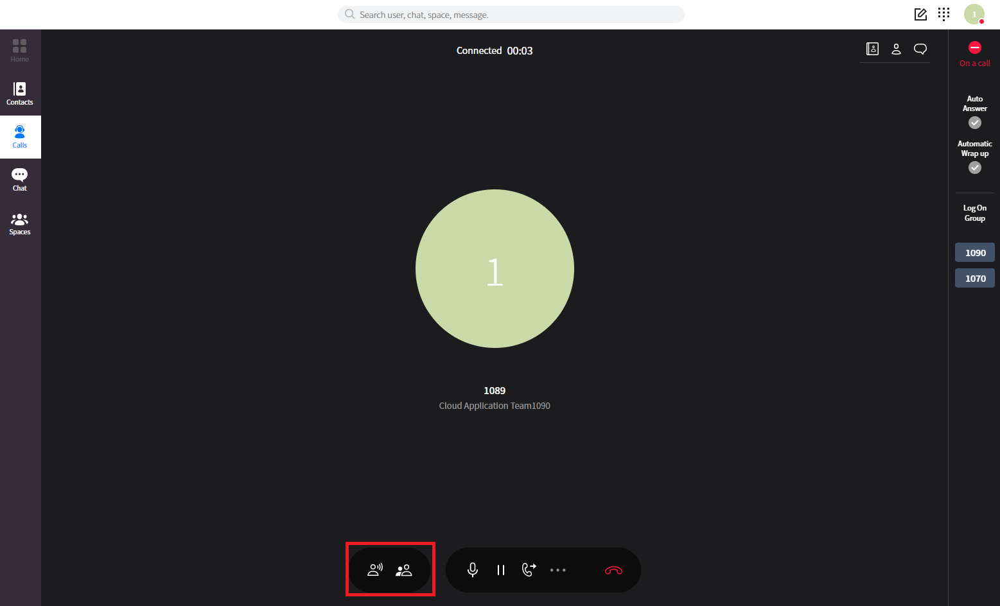 Search user, chat, space, message.
1
Home
Contacts
Calls
Chat
Spaces
Connected 00:03
1
1089
Cloud Application Team1090
On a call
Auto
Answer
Automatic
Wrap up
Log On
Group
1090
1070